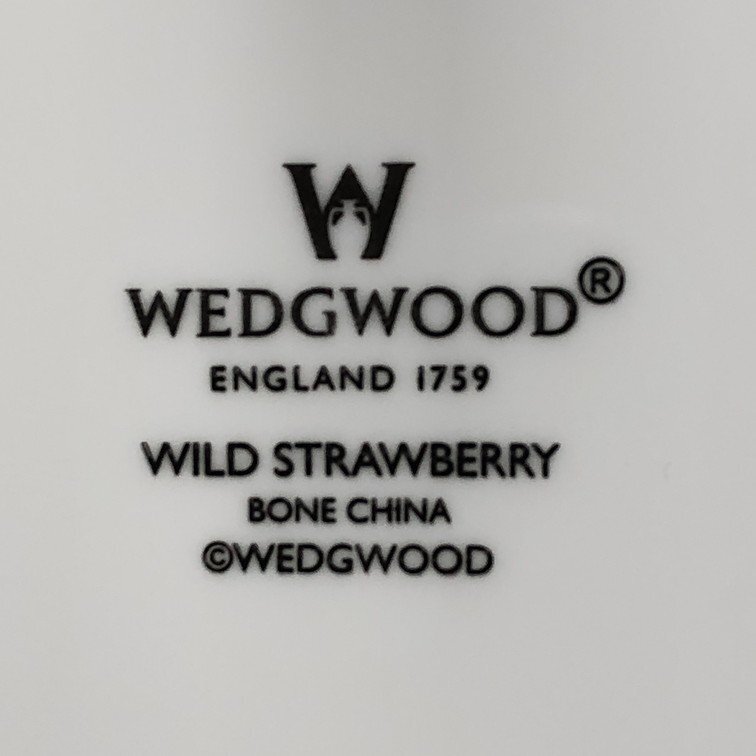 W
WEDGWOOD®
ENGLAND 1759
WILD STRAWBERRY
BONE CHINA
©WEDGWOOD